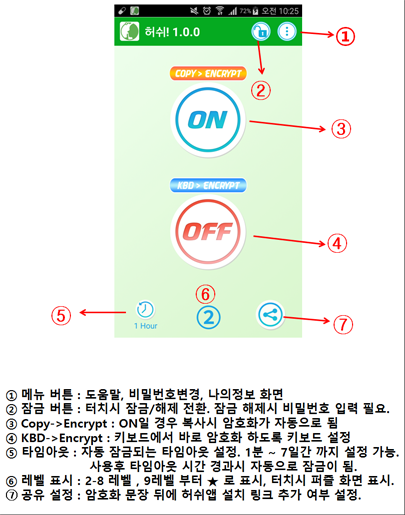 72% 오전 10:25
허쉬! 1.0.0
①
COPY > ENCRYPT
②
ON
③
KBD > ENCRYPT
OFF
④
⑥
⑤
1 Hour
2
⑦
① 메뉴 버튼 : 도움말, 비밀번호변경, 나의정보 화면
② 잠금 버튼 : 터치시 잠금/해제 전환. 잠금 해제시 비밀번호 입력 필요.
③ Copy->Encrypt : ON일 경우 복사시 암호화가 자동으로 됨
④ KBD->Encrypt : 키보드에서 바로 암호화 하도록 키보드 설정
⑤ 타임아웃 : 자동 잠금되는 타임아웃 설정. 1분 ~ 7일간 까지 설정 가능.
사용후 타임아웃 시간 경과시 자동으로 잠금이 됨.
⑥ 레벨 표시 : 2-8 레벨 , 9레벨 부터 ★ 로 표시, 터치시 퍼즐 화면 표시.
⑦ 공유 설정 : 암호화 문장 뒤에 허쉬앱 설치 링크 추가 여부 설정.